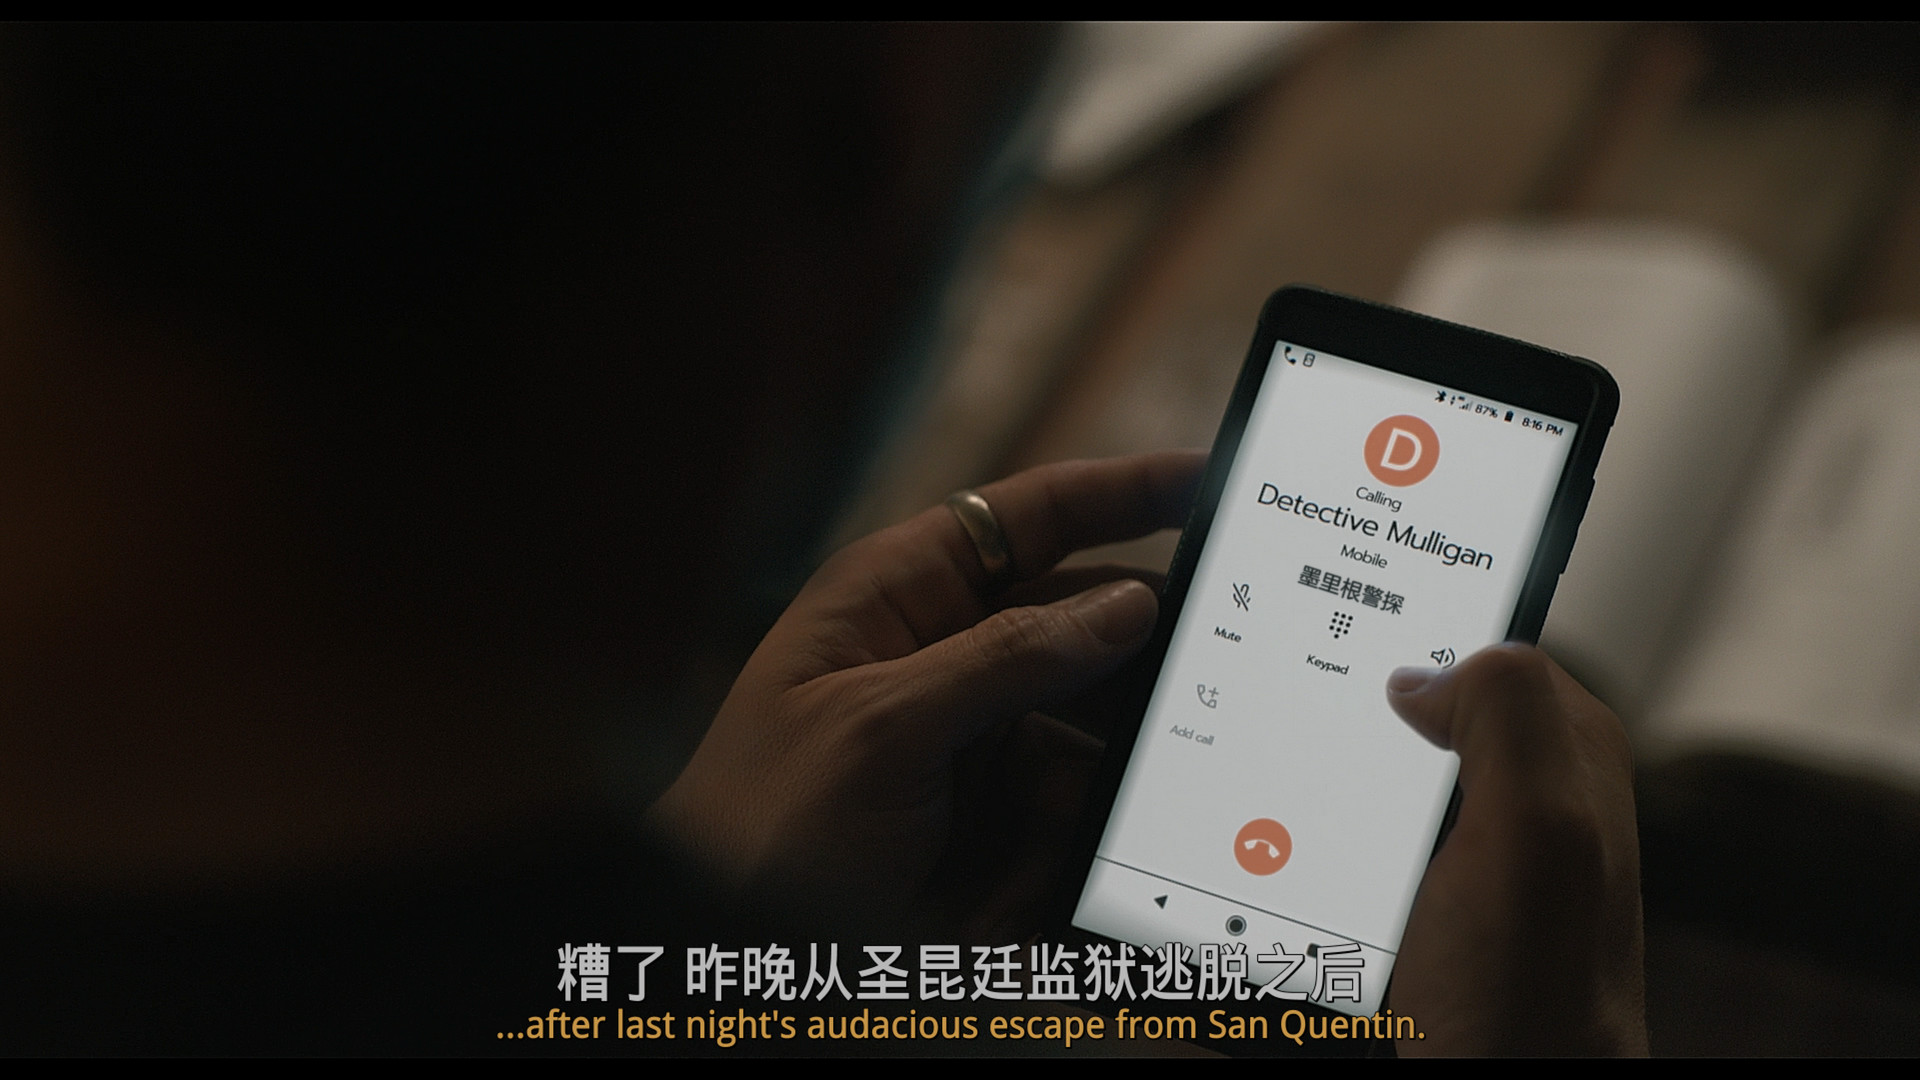 87% 8:16 PM
D
Calling
Detective Mulligan
Mobile
墨里根警探
Mute
Keypad
Add call
糟了 昨晚从圣昆廷监狱逃脱之后
...after last night's audacious escape from San Quentin.